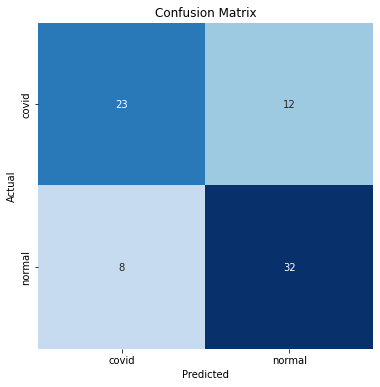 Confusion Matrix
covid
23
12
Actual
normal
8
32
covid
normal
Predicted